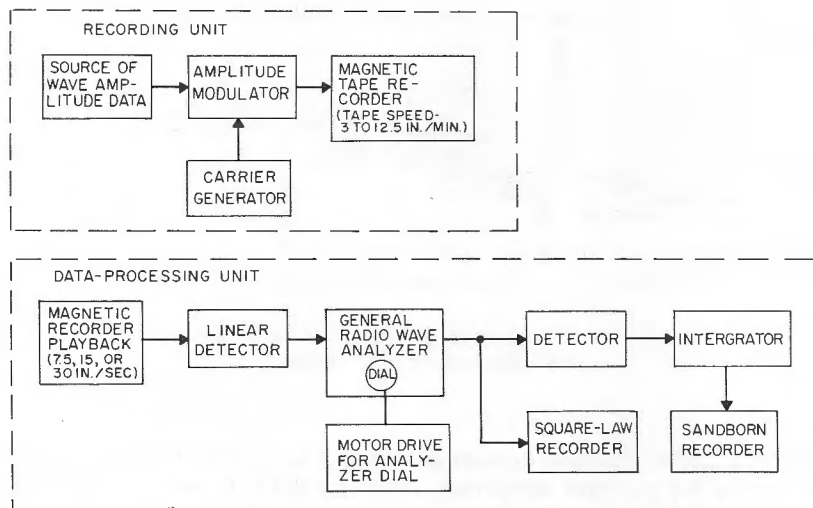 RECORDING UNIT
SOURCE OF
WAVE AMP-
LITUDE DATA
AMPLITUDE
MODULATOR
MAGNETIC
TAPE RE-
CORDER
(TAPE SPEED-
3 TO 12.5 IN./MIN.)
CARRIER
GENERATOR
DATA-PROCESSING UNIT
MAGNETIC
RECORDER
PLAYBACK
(7.5, 15, OR
30 IN./SEC)
LINEAR
DETECTOR
GENERAL
RADIO WAVE
ANALYZER
DIAL
MOTOR DRIVE
FOR ANALY-
ZER DIAL
DETECTOR
INTERGRATOR
SQUARE-LAW
RECORDER
SANDBORN
RECORDER